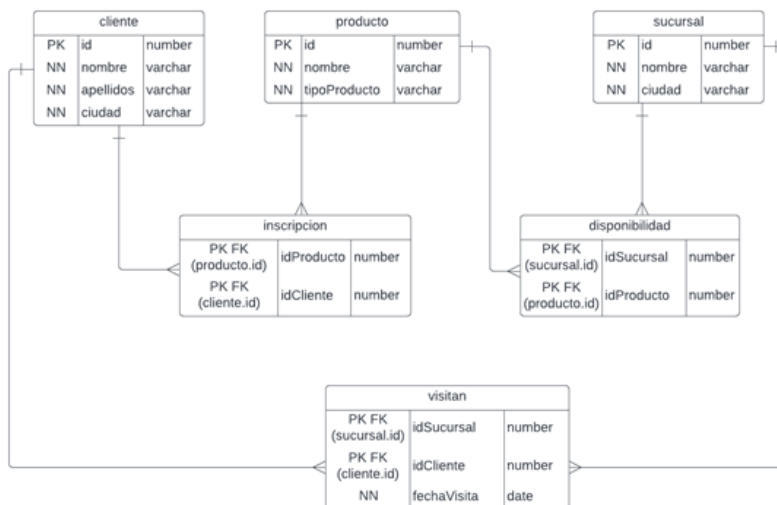 cliente
PK id number
NN nombre varchar
NN apellidos varchar
NN ciudad varchar
producto
PK id number
NN nombre varchar
NN tipoProducto varchar
sucursal
PK id number
NN nombre varchar
NN ciudad varchar
inscripcion
PK FK
(producto.id) idProducto number
PK FK
(cliente.id) idCliente number
disponibilidad
PK FK
(sucursal.id) idSucursal number
PK FK
(producto.id) idProducto number
visitan
PK FK
(sucursal.id) idSucursal number
PK FK
(cliente.id) idCliente number
NN fechaVisita date